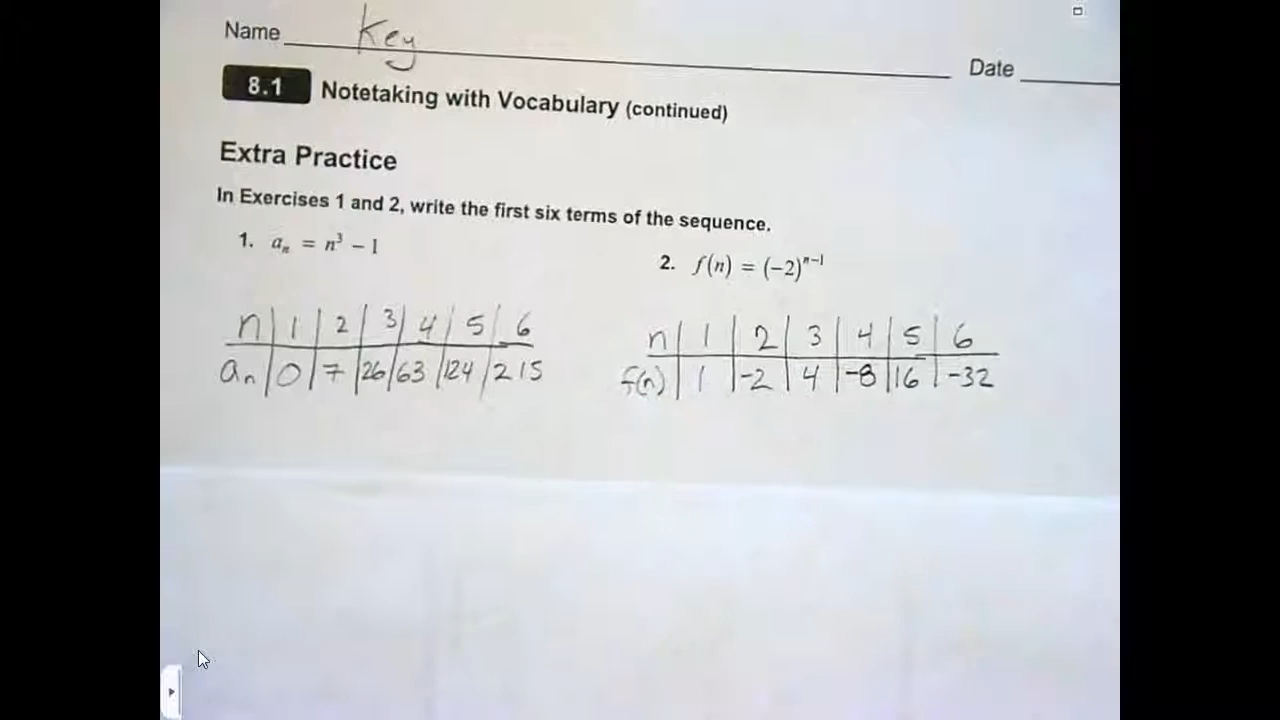 Name Key Date
8.1 Notetaking with Vocabulary (continued)
Extra Practice
In Exercises 1 and 2, write the first six terms of the sequence.
1. aₙ = n³ − 1
2. f(n) = (−2)ⁿ⁻¹
n | 1 | 2 | 3 | 4 | 5 | 6
aₙ | 0 | 7 | 26 | 63 | 124 | 215
n | 1 | 2 | 3 | 4 | 5 | 6
f(n) | 1 | -2 | 4 | -8 | 16 | -32